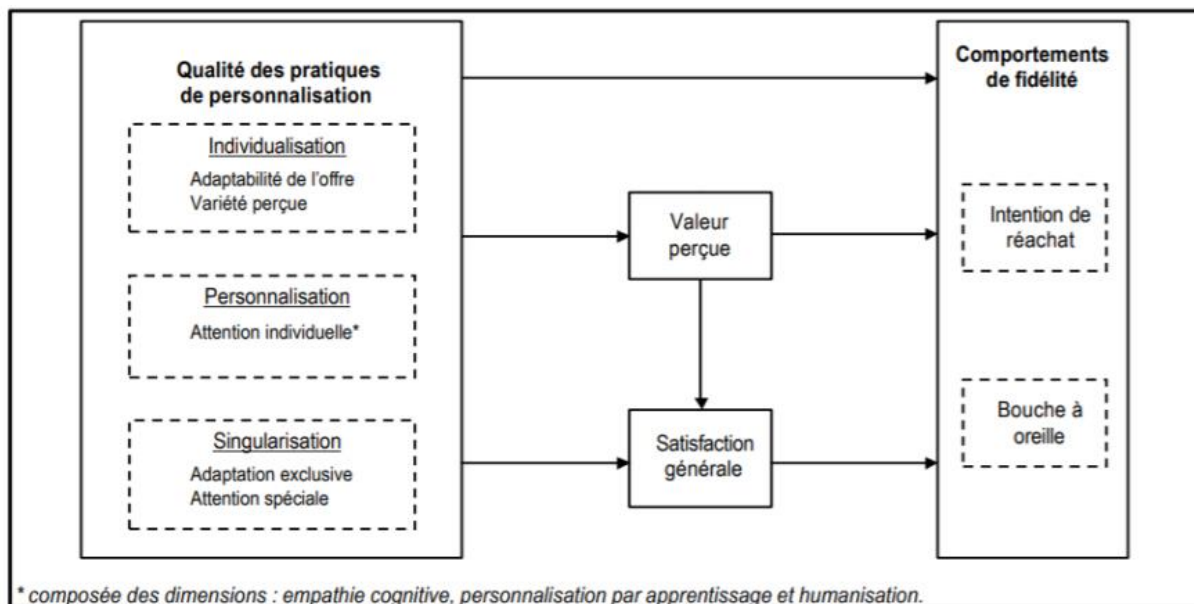 Qualité des pratiques
de personnalisation
Individualisation
Adaptabilité de l'offre
Variété perçue
Personnalisation
Attention individuelle*
Singularisation
Adaptation exclusive
Attention spéciale
Valeur
perçue
Satisfaction
générale
Comportements
de fidélité
Intention de
réachat
Bouche à
oreille
* composée des dimensions : empathie cognitive, personnalisation par apprentissage et humanisation.